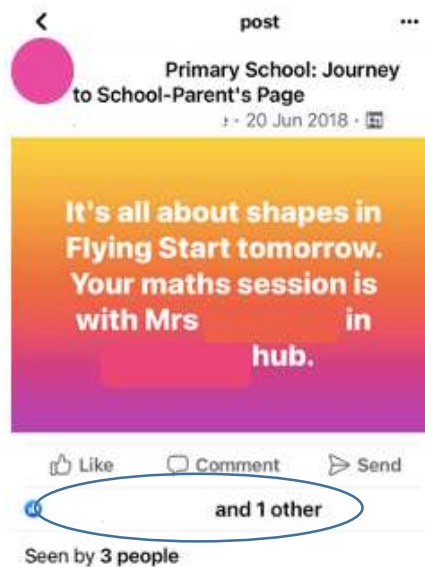 post
Primary School: Journey
to School-Parent's Page
· 20 Jun 2018 ·
It's all about shapes in
Flying Start tomorrow.
Your maths session is
with Mrs in
hub.
Like Comment Send
and 1 other
Seen by 3 people